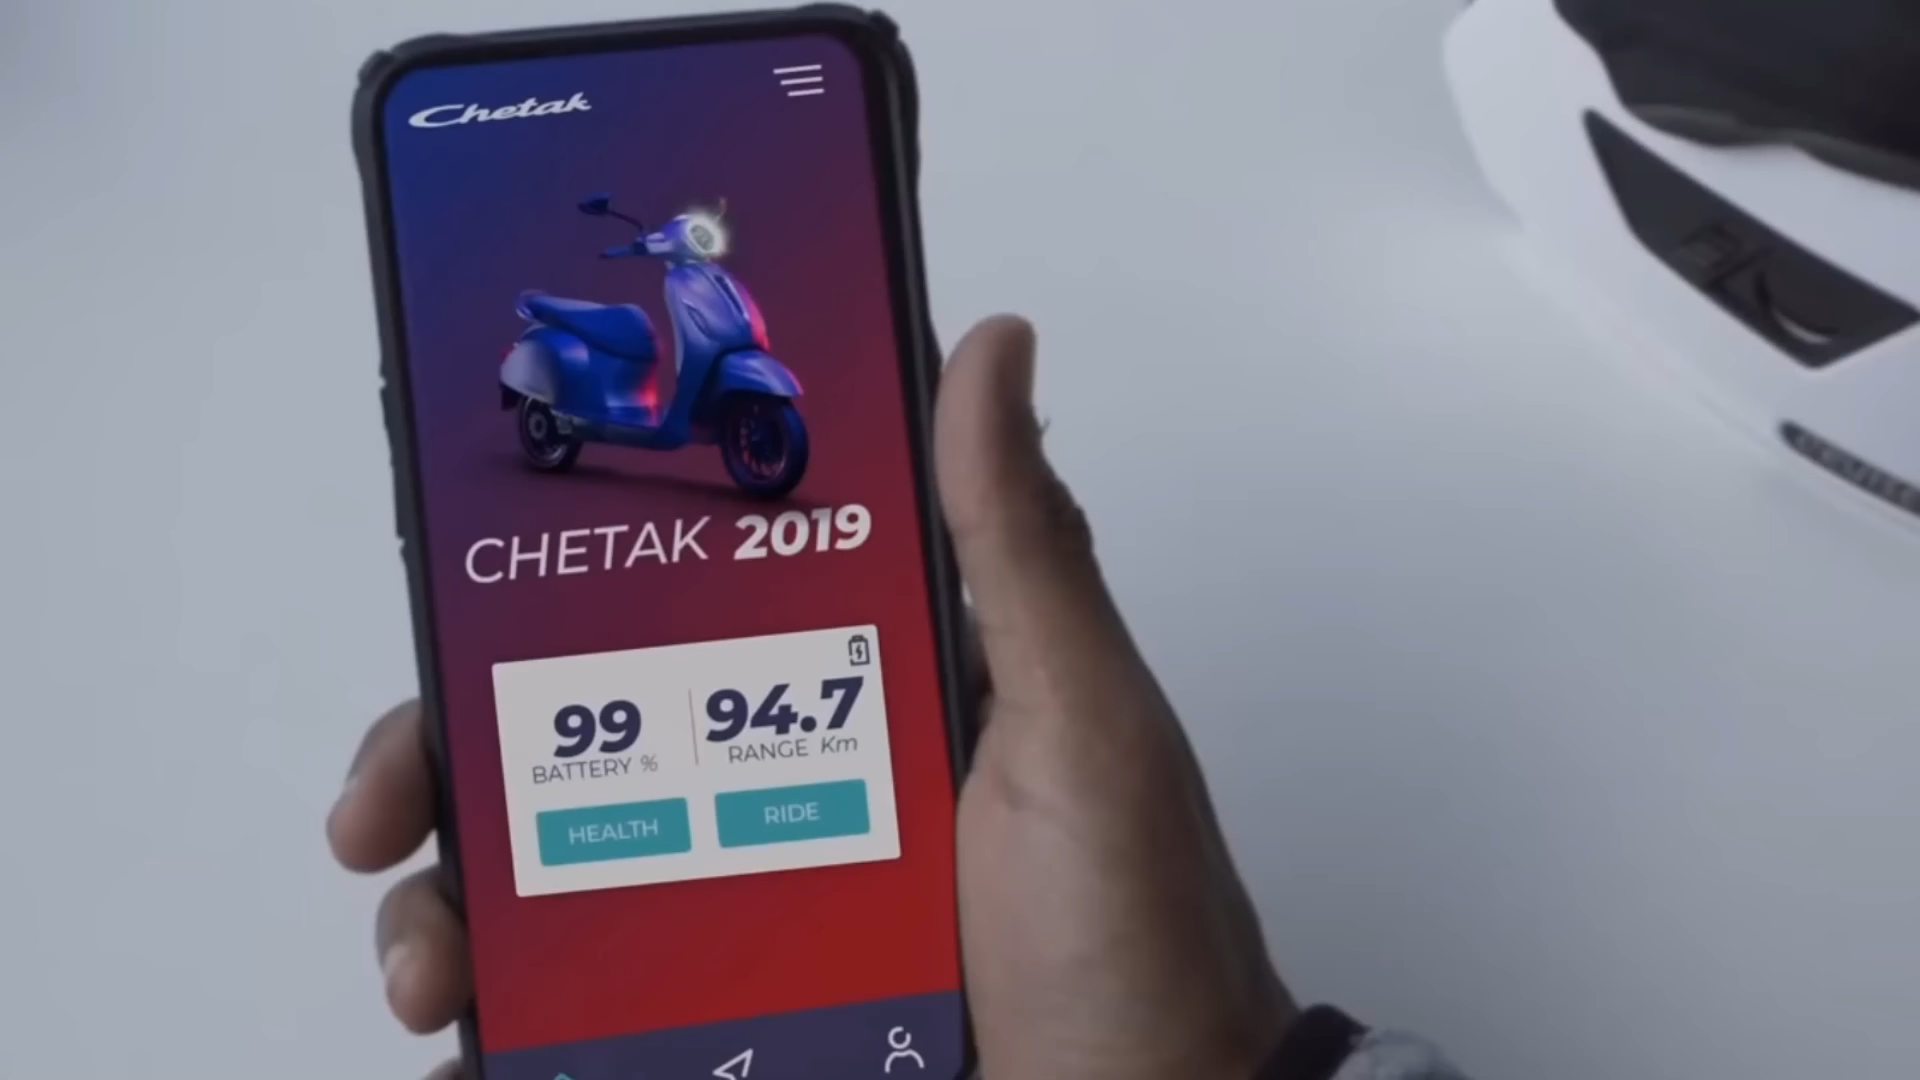 Chetak
CHETAK 2019
99
BATTERY %
94.7
RANGE Km
HEALTH
RIDE